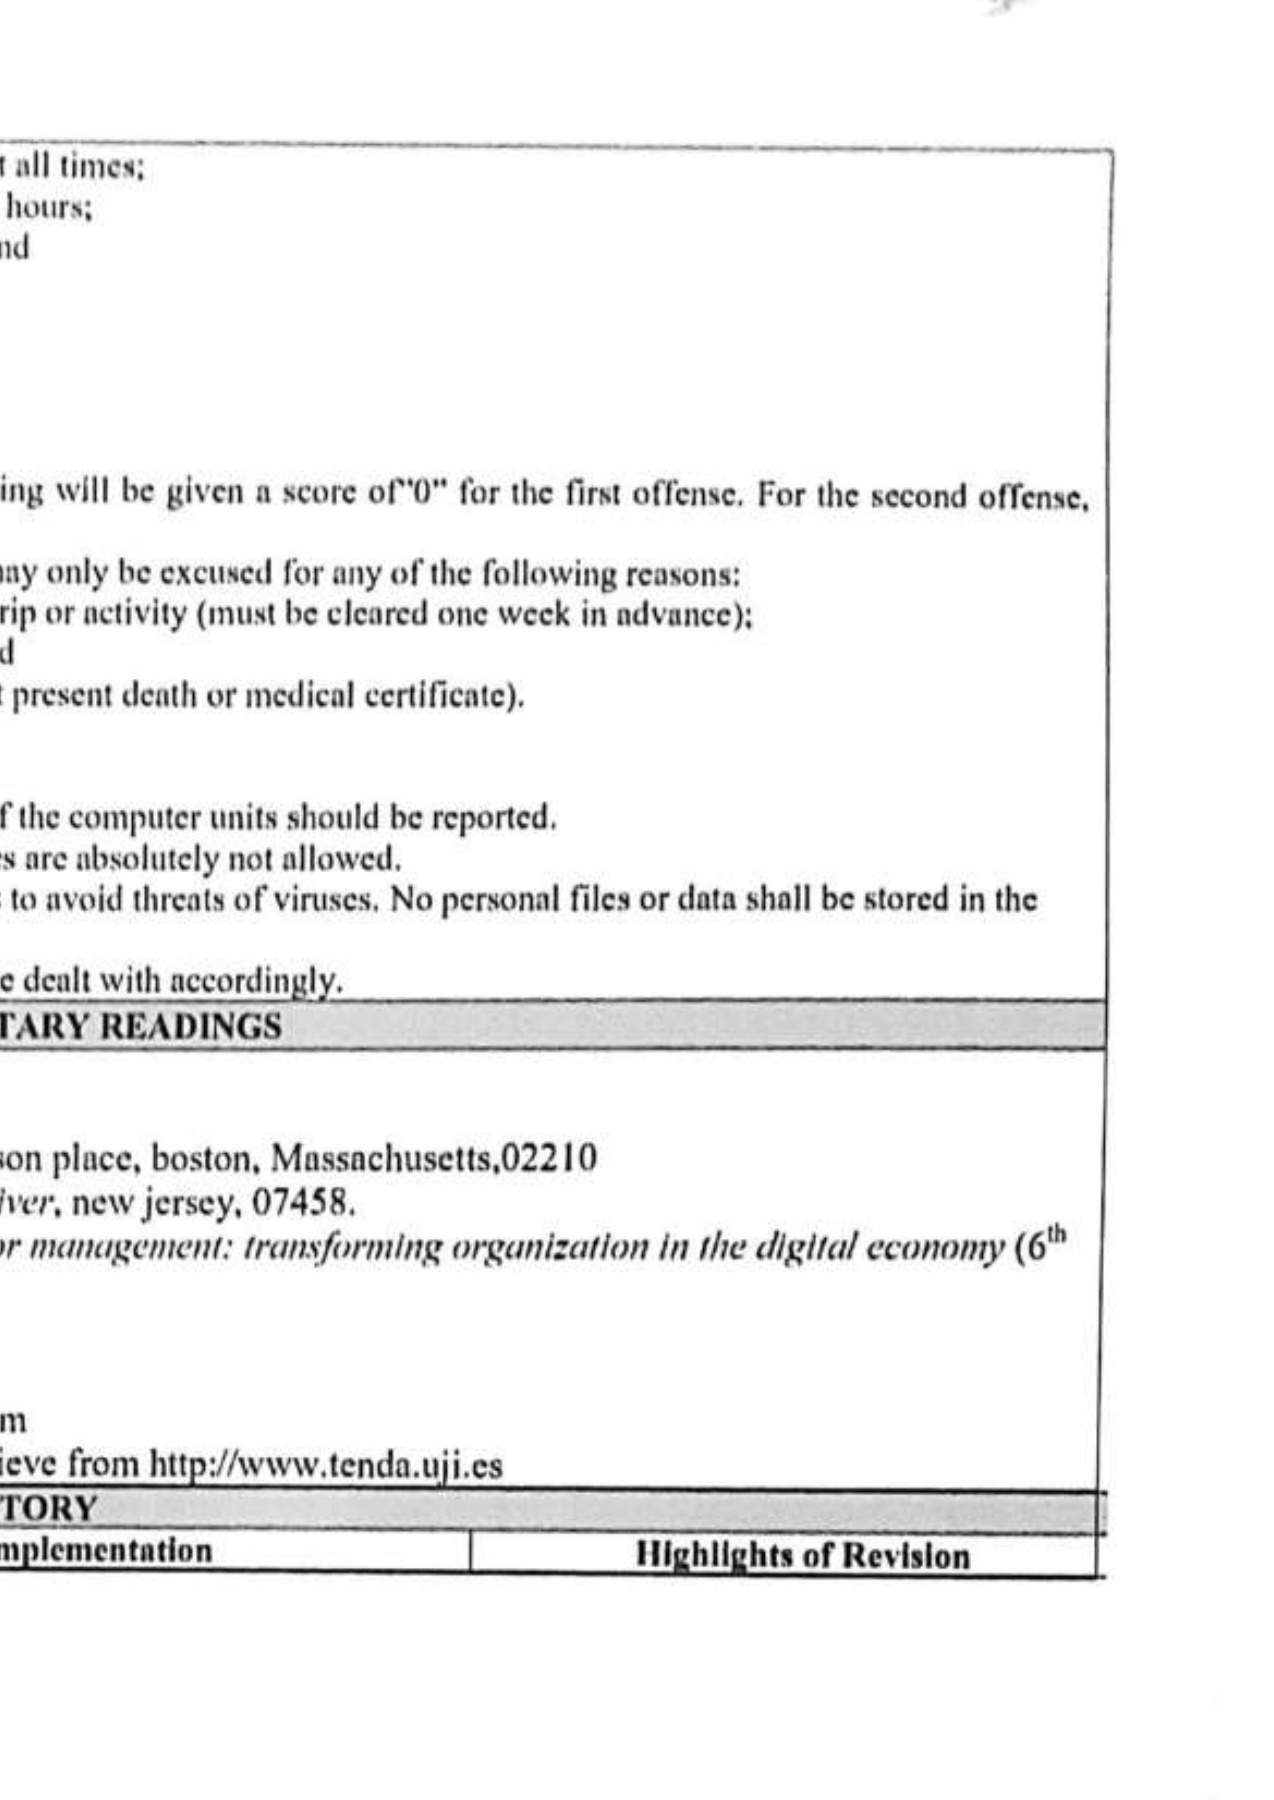 t all times;
hours;
nd
ing will be given a score of"0" for the first offense. For the second offense,
nay only be excused for any of the following reasons:
rip or activity (must be cleared one week in advance);
d
t present death or medical certificate).
f the computer units should be reported.
s are absolutely not allowed.
to avoid threats of viruses. No personal files or data shall be stored in the
e dealt with accordingly.
TARY READINGS
son place, boston, Massachusetts,02210
iver, new jersey, 07458.
or management: transforming organization in the digital economy (6th
m
ieve from http://www.tenda.uji.es
TORY
mplementation
Highlights of Revision